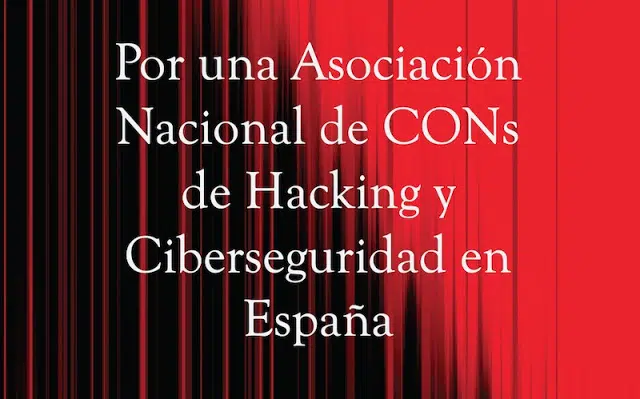 Por una Asociación
Nacional de CONs
de Hacking y
Ciberseguridad en
España